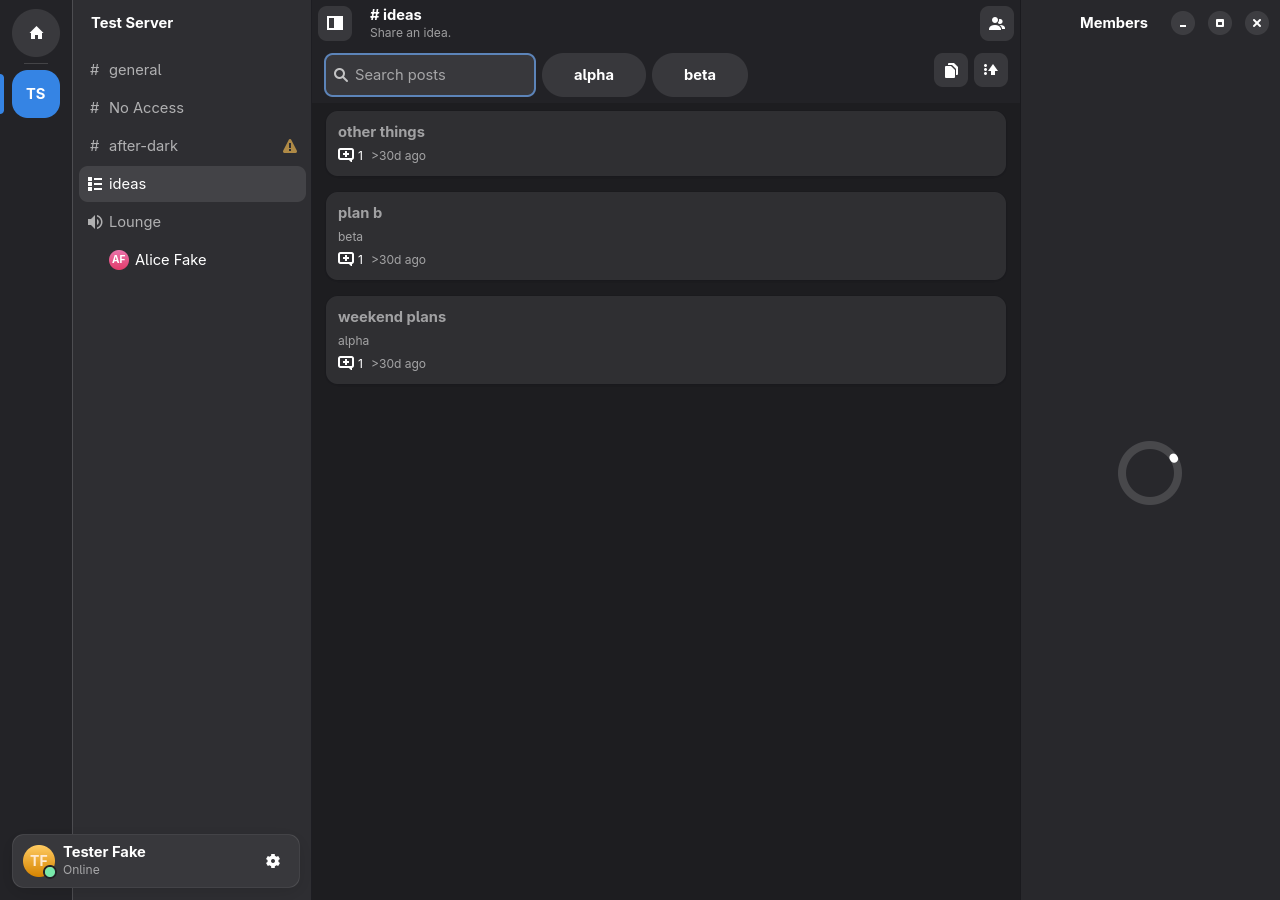 TS
Test Server
# general
# No Access
# after-dark
ideas
Lounge
AF Alice Fake
TF
Tester Fake
Online
# ideas
Share an idea.
Search posts
alpha
beta
other things
1 >30d ago
plan b
beta
1 >30d ago
weekend plans
alpha
1 >30d ago
Members